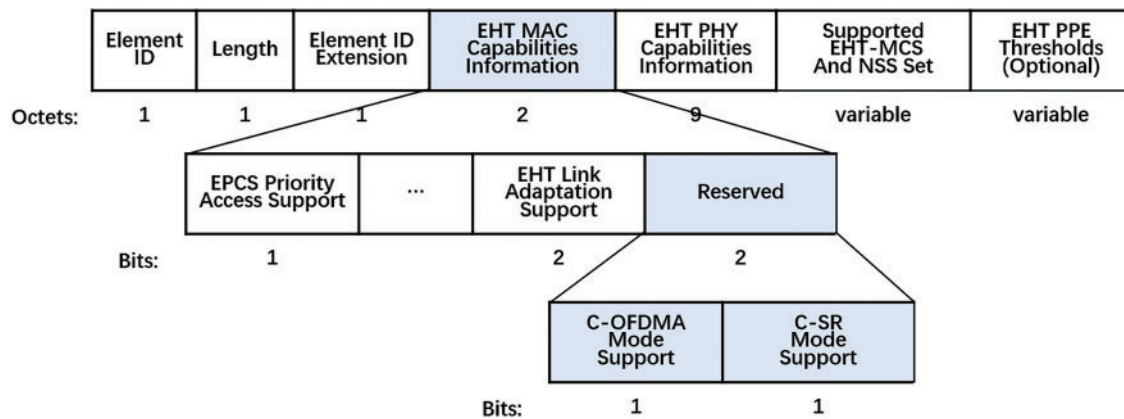 Element ID Length Element ID Extension EHT MAC Capabilities Information EHT PHY Capabilities Information Supported EHT-MCS And NSS Set EHT PPE Thresholds (Optional)
Octets: 1 1 1 2 9 variable variable
EPCS Priority Access Support ... EHT Link Adaptation Support Reserved
Bits: 1 2 2
C-OFDMA Mode Support C-SR Mode Support
Bits: 1 1